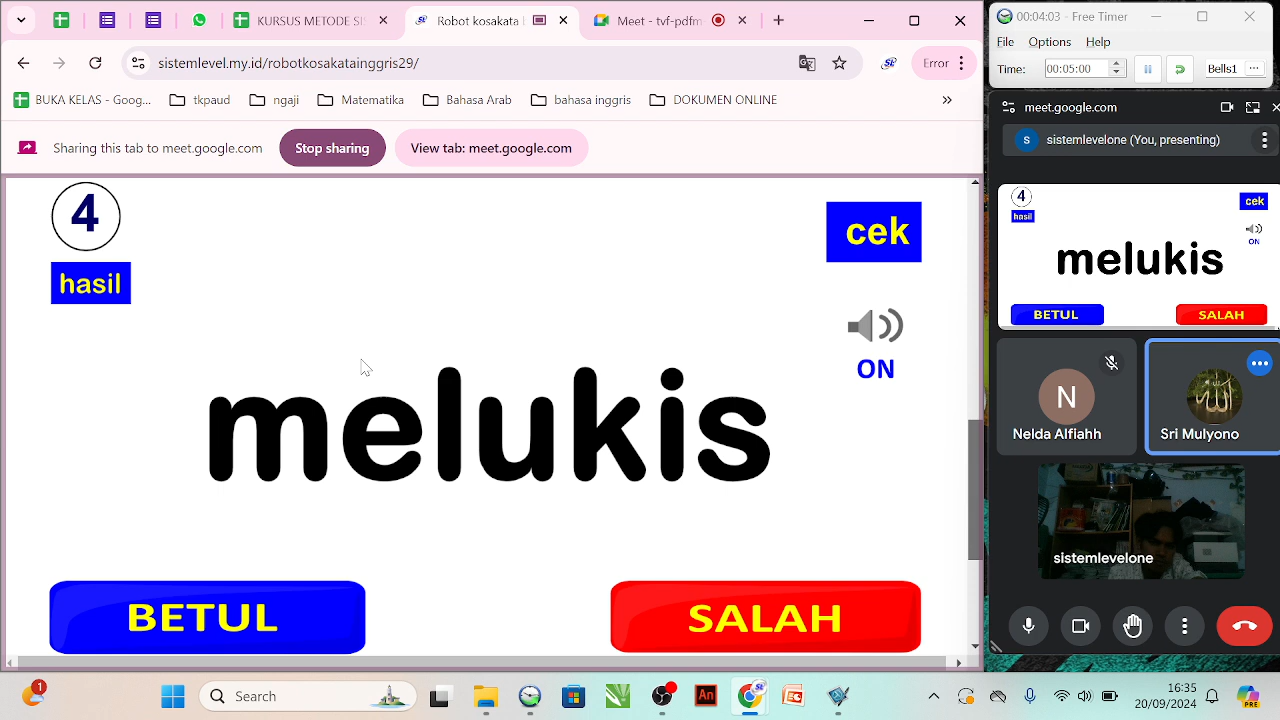 KURSUS METODE SI
Robot kosakata I
Meet - tvf-pdfm
sistemlevel.my.id/robotkosakatainggris29/
Error
BUKA KELAS - Goog...
tkpaud
ngaji
Matematika
Bahasa Arab
bahasa inggris
DOKUMEN ONLINE
Sharing this tab to meet.google.com
Stop sharing
View tab: meet.google.com
4
cek
hasil
ON
melukis
BETUL
SALAH
00:04:03 - Free Timer
File
Options
Help
Time:
00:05:00
Bells1
meet.google.com
S
sistemlevelone (You, presenting)
4
cek
hasil
ON
melukis
BETUL
SALAH
N
Nelda Alfiahh
Sri Mulyono
sistemlevelone
1
Search
An
16:35
20/09/2024
PRE